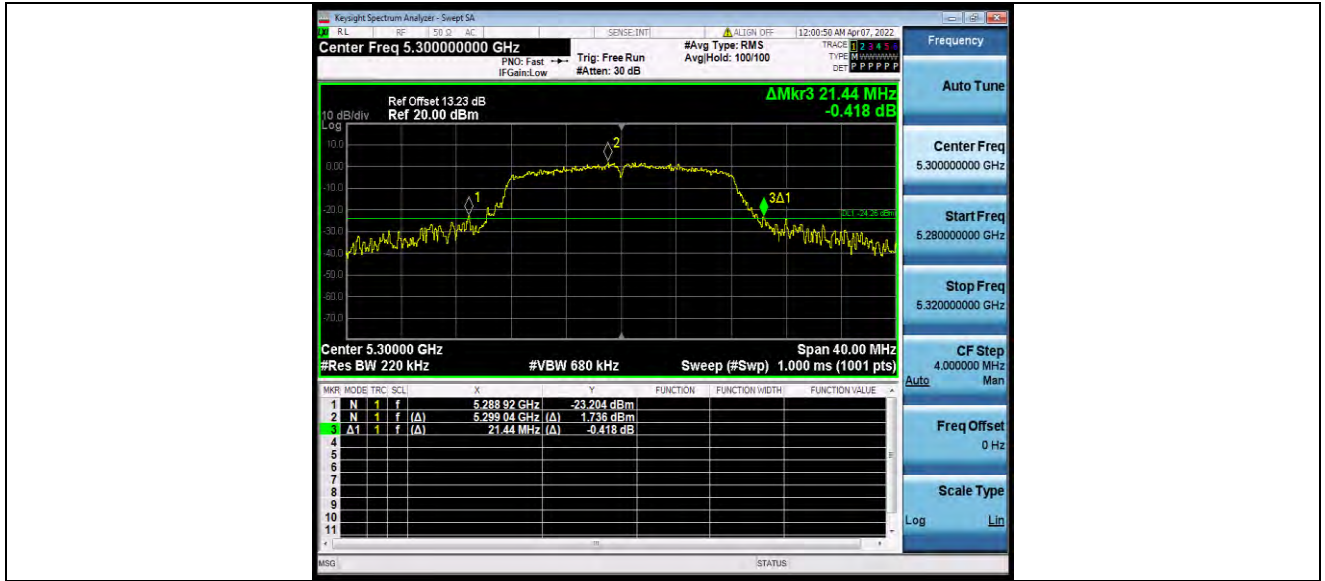 Keysight Spectrum Analyzer - Swept SA
RL RF 50 Ω AC SENSE:INT ALIGN OFF 12:00:50 AM Apr 07, 2022
Center Freq 5.300000000 GHz
PNO: Fast
IFGain:Low
Trig: Free Run
#Atten: 30 dB
#Avg Type: RMS
Avg|Hold: 100/100
TRACE 1 2 3 4 5 6
TYPE M WWWWW
DET P P P P P P
Frequency
ΔMkr3 21.44 MHz
-0.418 dB
Ref Offset 13.23 dB
10 dB/div Ref 20.00 dBm
Log
10.0
0.00
-10.0
-20.0
-30.0
-40.0
-50.0
-60.0
-70.0
1
2
3Δ1
DL1 -24.26 dBm
Center 5.30000 GHz Span 40.00 MHz
#Res BW 220 kHz #VBW 680 kHz Sweep (#Swp) 1.000 ms (1001 pts)
MKR MODE TRC SCL X Y FUNCTION FUNCTION WIDTH FUNCTION VALUE
1 N 1 f 5.288 92 GHz -23.204 dBm
2 N 1 f (Δ) 5.299 04 GHz (Δ) 1.736 dBm
3 Δ1 1 f (Δ) 21.44 MHz (Δ) -0.418 dB
4
5
6
7
8
9
10
11
Auto Tune
Center Freq
5.300000000 GHz
Start Freq
5.280000000 GHz
Stop Freq
5.320000000 GHz
CF Step
4.000000 MHz
Auto Man
Freq Offset
0 Hz
Scale Type
Log Lin
MSG STATUS